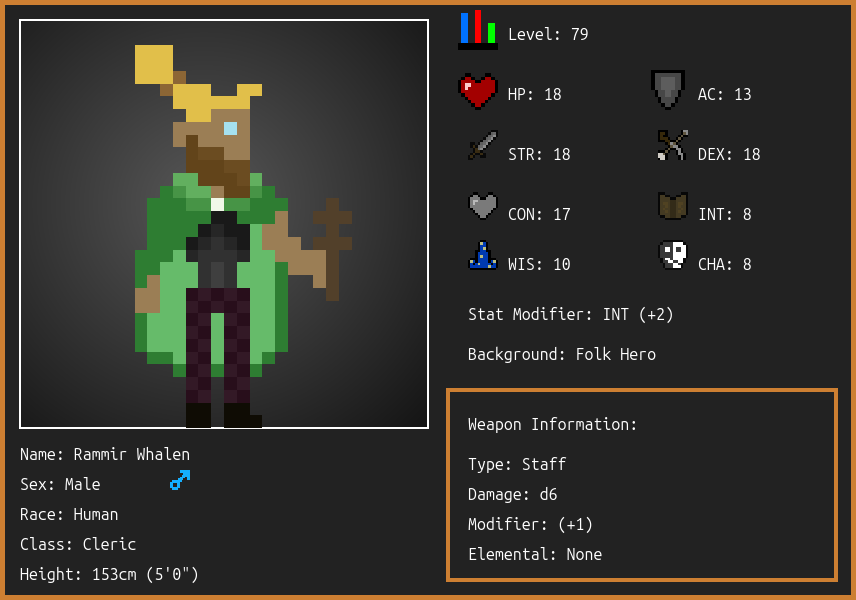 Level: 79
HP: 18
AC: 13
STR: 18
DEX: 18
CON: 17
INT: 8
WIS: 10
CHA: 8
Stat Modifier: INT (+2)
Background: Folk Hero
Weapon Information:
Type: Staff
Damage: d6
Modifier: (+1)
Elemental: None
Name: Rammir Whalen
Sex: Male
Race: Human
Class: Cleric
Height: 153cm (5'0")